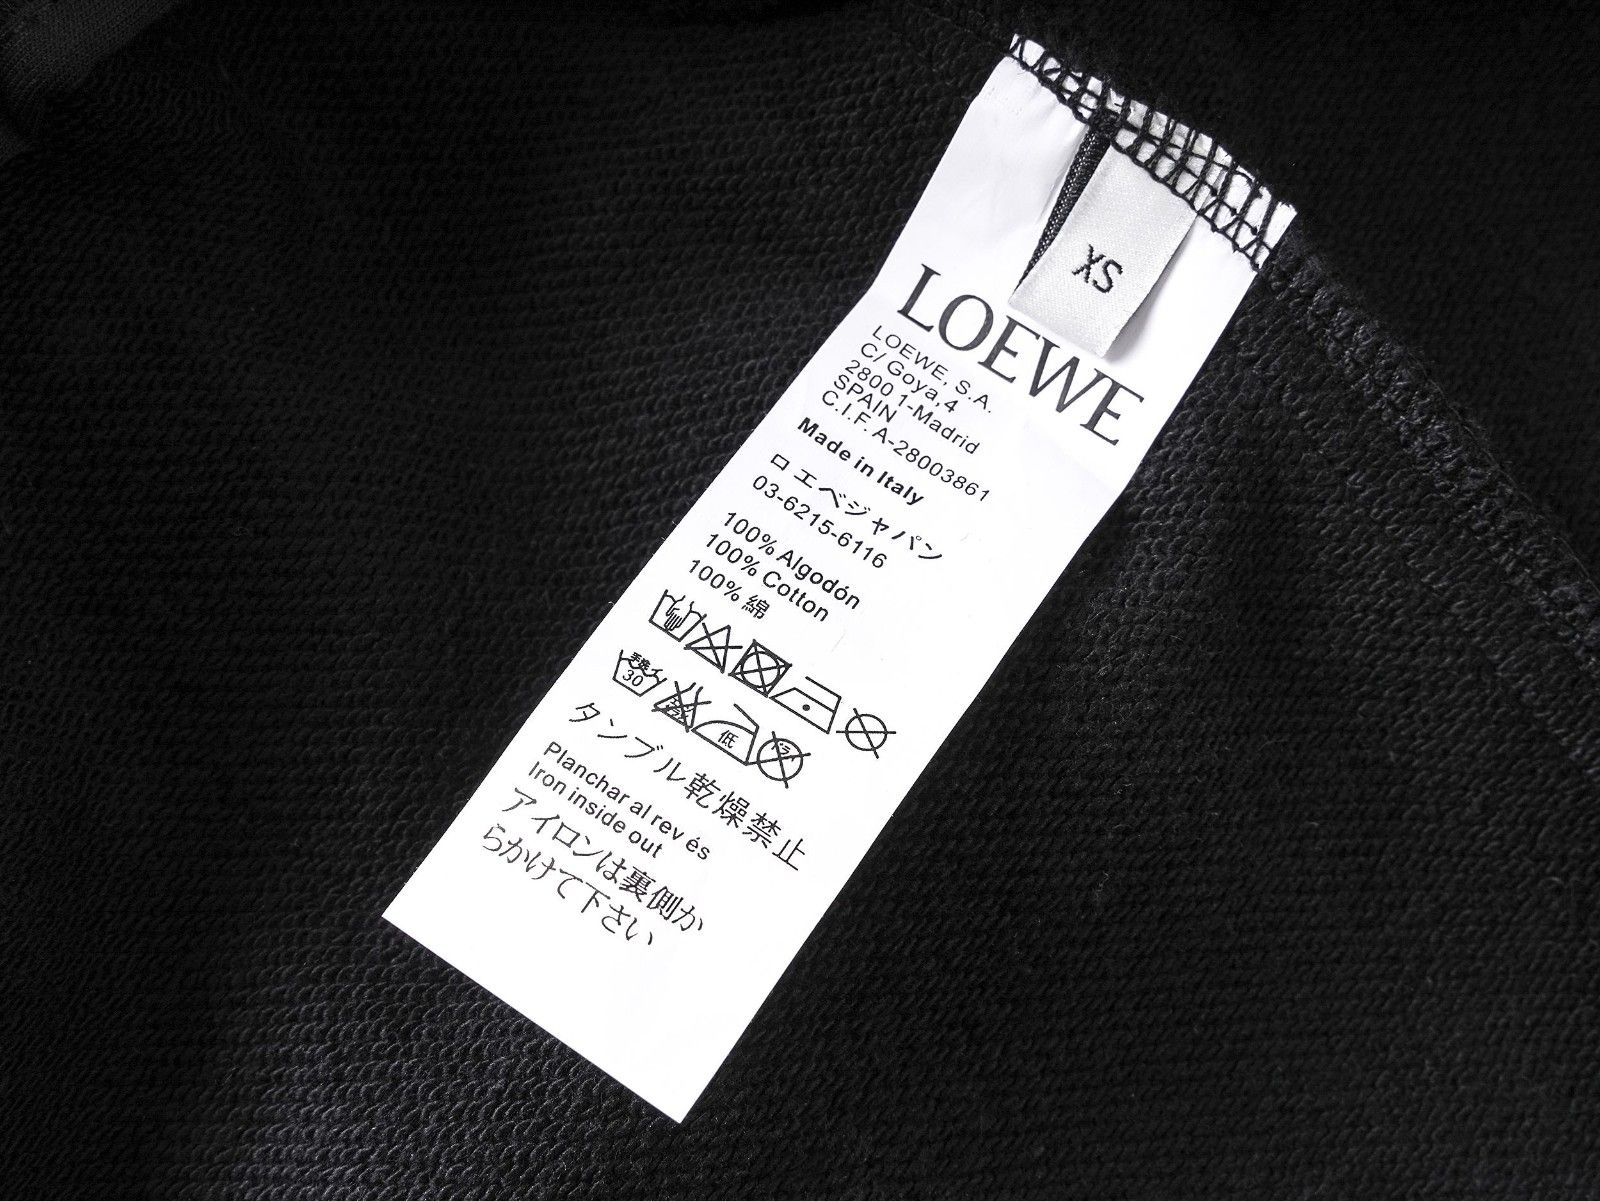 XS
LOEWE
LOEWE, S.A.
C/ Goya,4
2800 1-Madrid
SPAIN
C.I.F. A-28003861
Made in Italy
ロエベジャパン
03-6215-6116
100% Algodón
100% Cotton
100% 綿
手洗イ
30
低
タンブル乾燥禁止
Planchar al rev és
Iron inside out
アイロンは裏側か
らかけて下さい